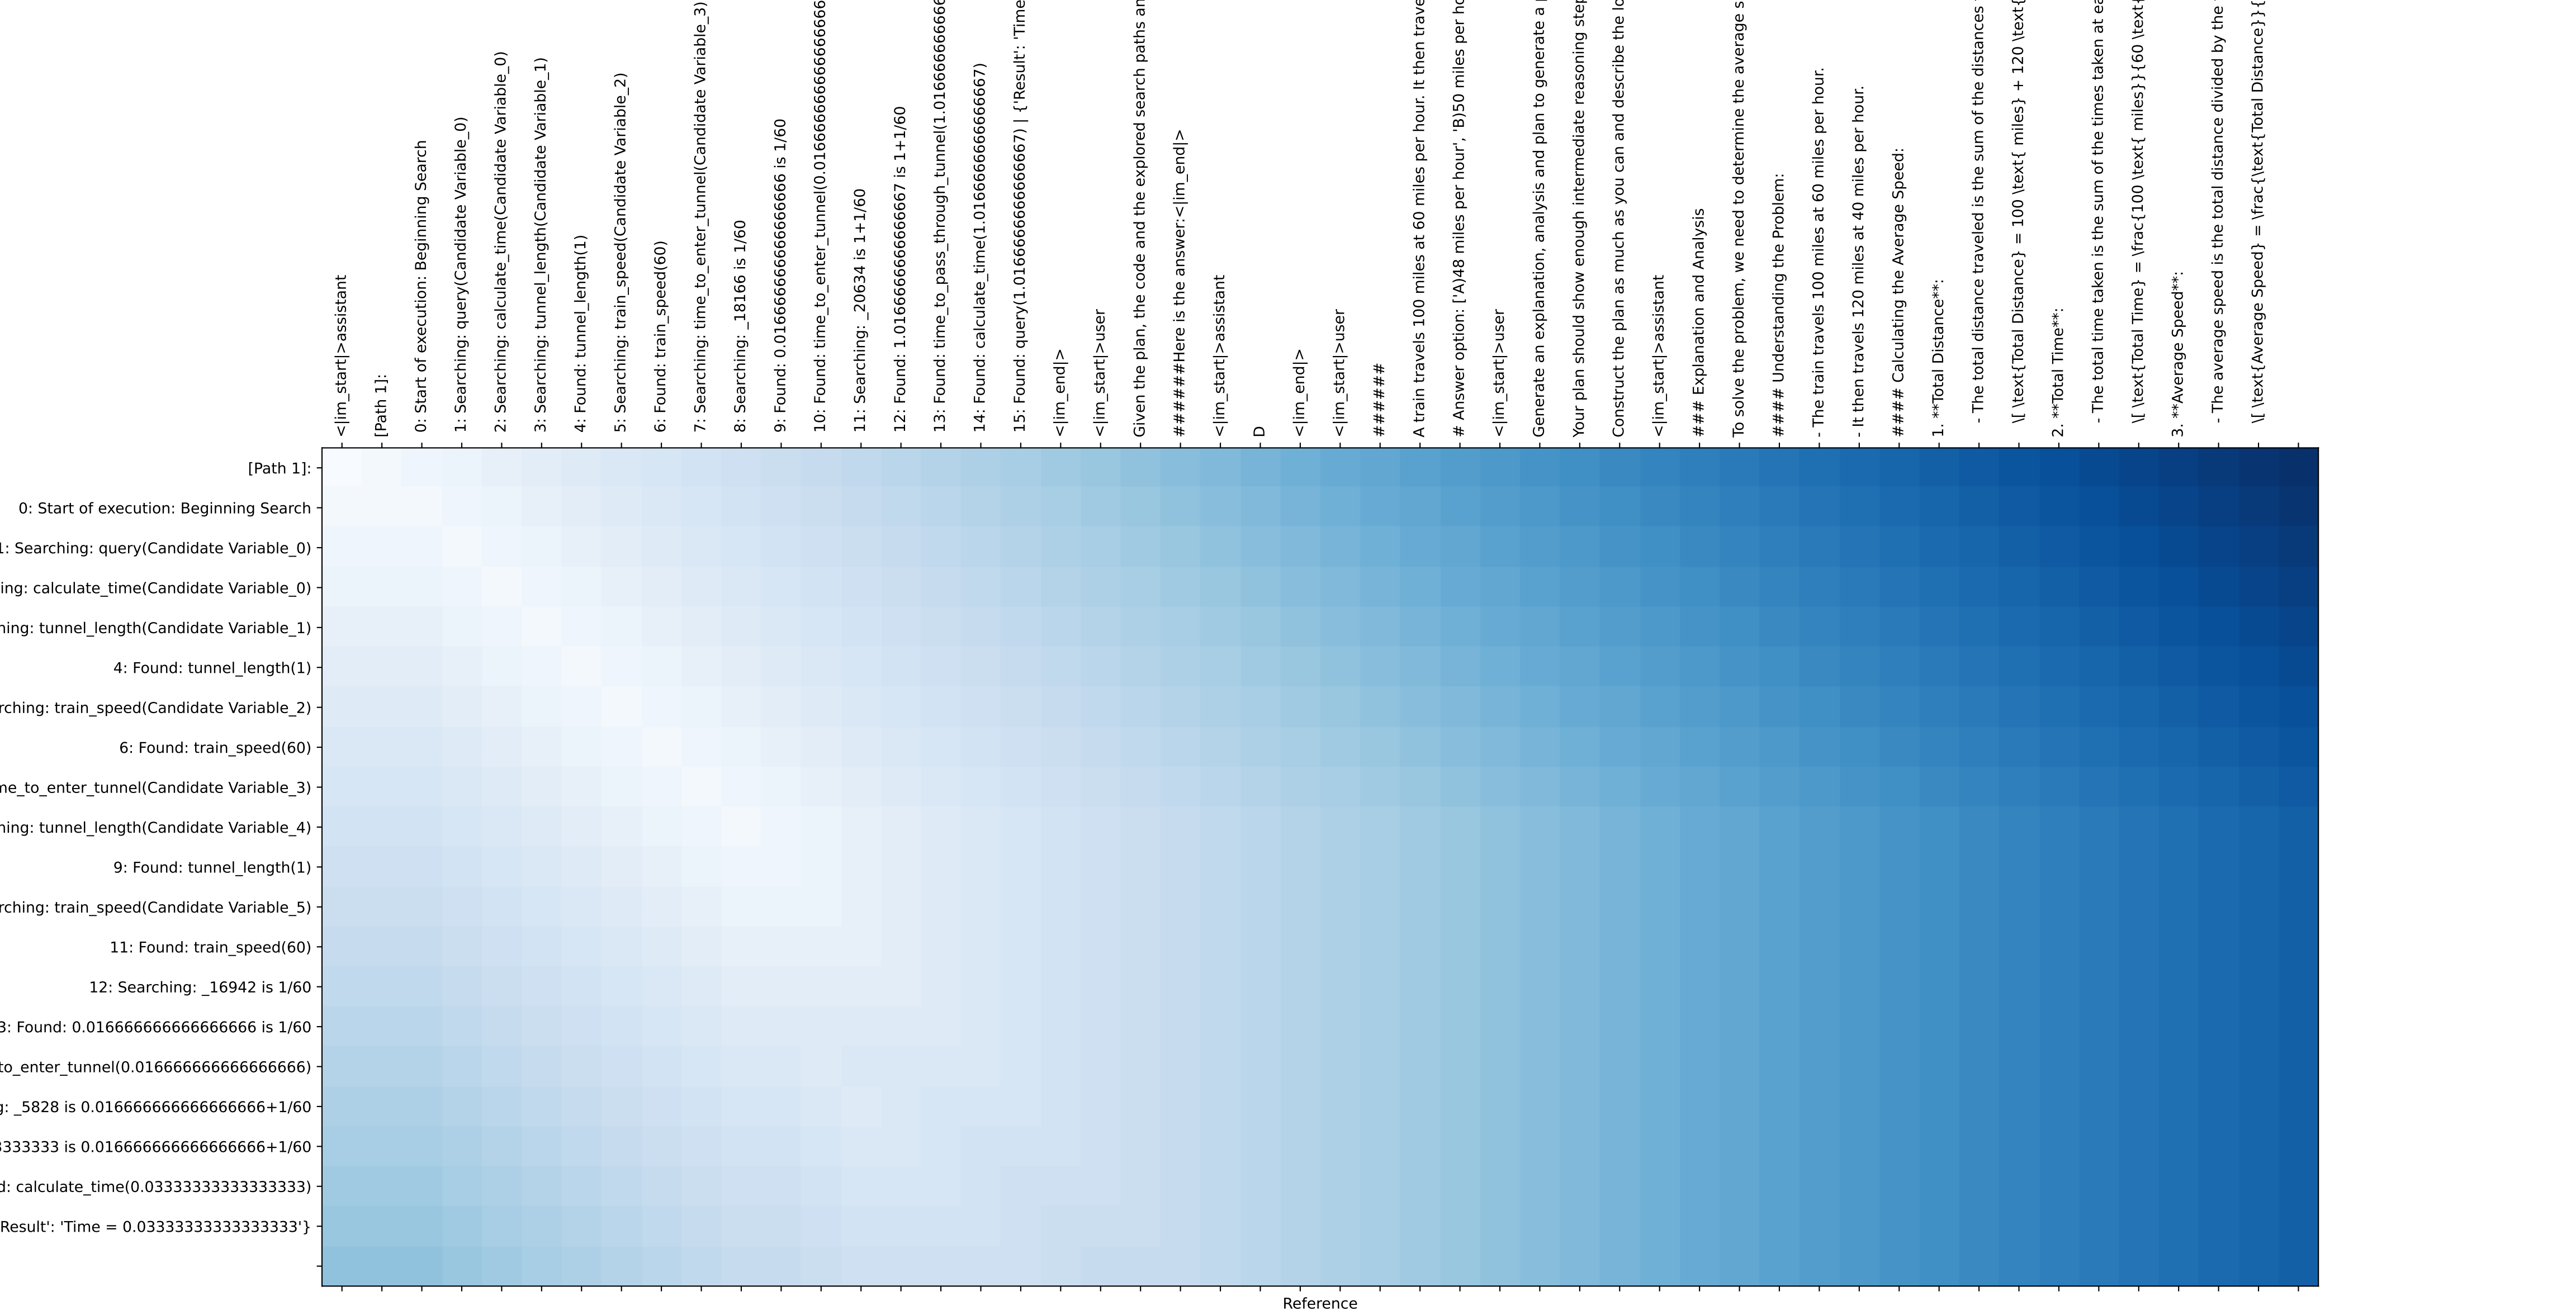 <|im_start|>assistant
[Path 1]:
0: Start of execution: Beginning Search
1: Searching: query(Candidate Variable_0)
2: Searching: calculate_time(Candidate Variable_0)
3: Searching: tunnel_length(Candidate Variable_1)
4: Found: tunnel_length(1)
5: Searching: train_speed(Candidate Variable_2)
6: Found: train_speed(60)
7: Searching: time_to_enter_tunnel(Candidate Variable_3)
8: Searching: _18166 is 1/60
9: Found: 0.016666666666666666 is 1/60
10: Found: time_to_enter_tunnel(0.016666666666666666
11: Searching: _20634 is 1+1/60
12: Found: 1.0166666666666667 is 1+1/60
13: Found: time_to_pass_through_tunnel(1.0166666666666666
14: Found: calculate_time(1.0166666666666667)
15: Found: query(1.0166666666666667) | {'Result': 'Time
<|im_end|>
<|im_start|>user
Given the plan, the code and the explored search paths an
######Here is the answer:<|im_end|>
<|im_start|>assistant
D
<|im_end|>
<|im_start|>user
######
A train travels 100 miles at 60 miles per hour. It then trave
# Answer option: ['A)48 miles per hour', 'B)50 miles per ho
<|im_start|>user
Generate an explanation, analysis and plan to generate a
Your plan should show enough intermediate reasoning step
Construct the plan as much as you can and describe the lo
<|im_start|>assistant
### Explanation and Analysis
To solve the problem, we need to determine the average s
#### Understanding the Problem:
- The train travels 100 miles at 60 miles per hour.
- It then travels 120 miles at 40 miles per hour.
#### Calculating the Average Speed:
1. **Total Distance**:
- The total distance traveled is the sum of the distances
\[ \text{Total Distance} = 100 \text{ miles} + 120 \text{
2. **Total Time**:
- The total time taken is the sum of the times taken at ea
\[ \text{Total Time} = \frac{100 \text{ miles}}{60 \text{
3. **Average Speed**:
- The average speed is the total distance divided by the
\[ \text{Average Speed} = \frac{\text{Total Distance}}{
[Path 1]:
0: Start of execution: Beginning Search
1: Searching: query(Candidate Variable_0)
ing: calculate_time(Candidate Variable_0)
ning: tunnel_length(Candidate Variable_1)
4: Found: tunnel_length(1)
rching: train_speed(Candidate Variable_2)
6: Found: train_speed(60)
me_to_enter_tunnel(Candidate Variable_3)
ning: tunnel_length(Candidate Variable_4)
9: Found: tunnel_length(1)
rching: train_speed(Candidate Variable_5)
11: Found: train_speed(60)
12: Searching: _16942 is 1/60
3: Found: 0.016666666666666666 is 1/60
to_enter_tunnel(0.016666666666666666)
g: _5828 is 0.016666666666666666+1/60
3333333 is 0.016666666666666666+1/60
d: calculate_time(0.03333333333333333)
Result': 'Time = 0.03333333333333333'}
Reference